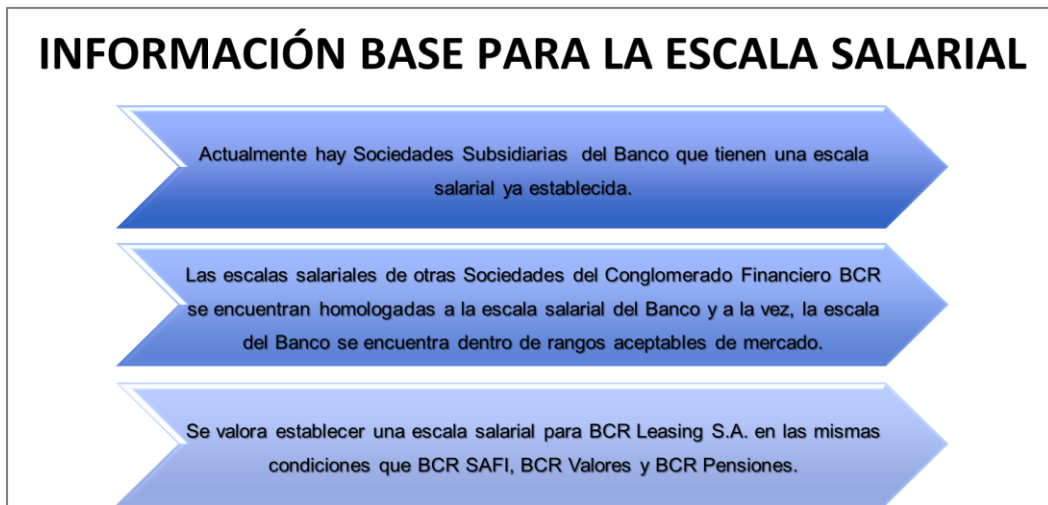 INFORMACIÓN BASE PARA LA ESCALA SALARIAL
Actualmente hay Sociedades Subsidiarias del Banco que tienen una escala
salarial ya establecida.
Las escalas salariales de otras Sociedades del Conglomerado Financiero BCR
se encuentran homologadas a la escala salarial del Banco y a la vez, la escala
del Banco se encuentra dentro de rangos aceptables de mercado.
Se valora establecer una escala salarial para BCR Leasing S.A. en las mismas
condiciones que BCR SAFI, BCR Valores y BCR Pensiones.